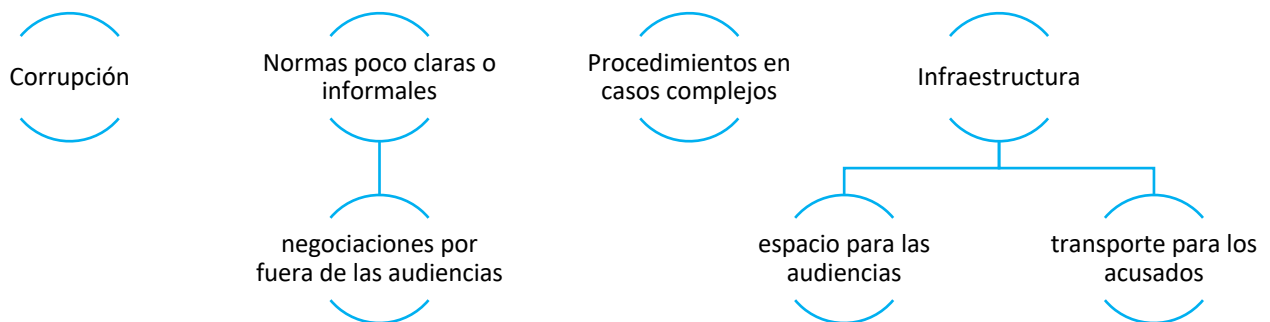 Corrupción
Normas poco claras o
informales
Procedimientos en
casos complejos
Infraestructura
negociaciones por
fuera de las audiencias
espacio para las
audiencias
transporte para los
acusados